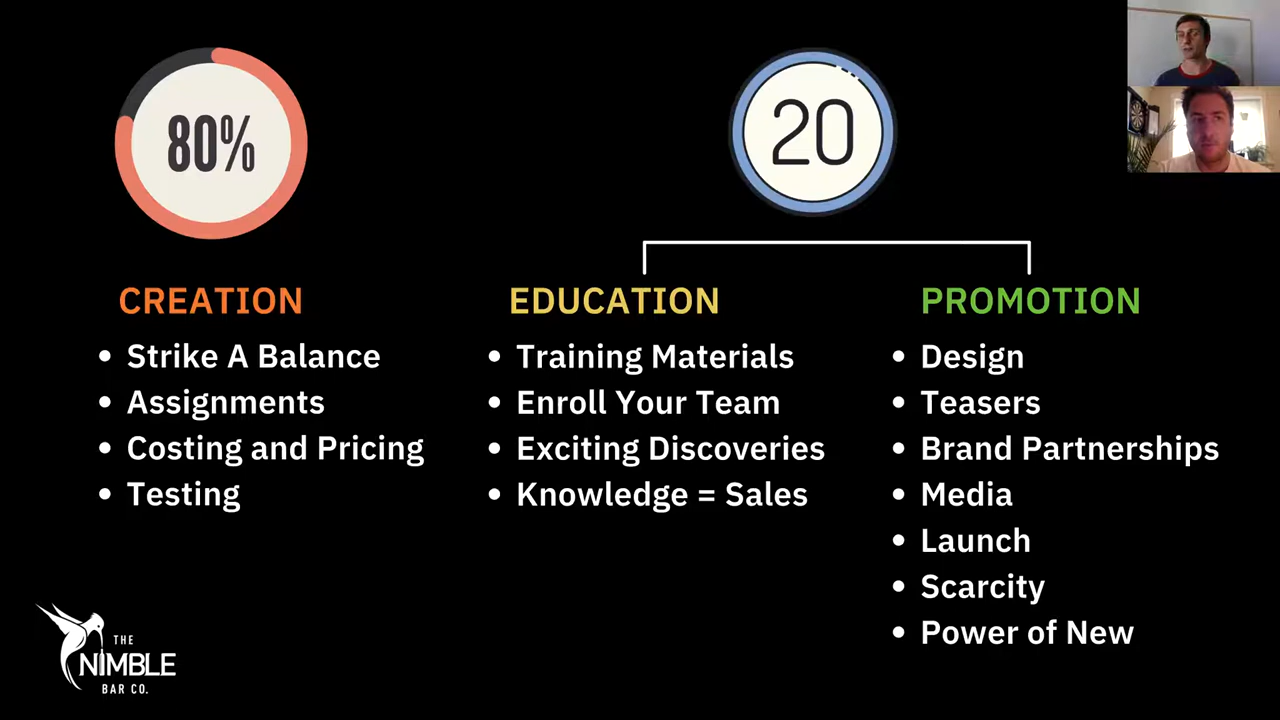 80%
20
CREATION
Strike A Balance
Assignments
Costing and Pricing
Testing
EDUCATION
Training Materials
Enroll Your Team
Exciting Discoveries
Knowledge = Sales
PROMOTION
Design
Teasers
Brand Partnerships
Media
Launch
Scarcity
Power of New
THE
NIMBLE
BAR CO.